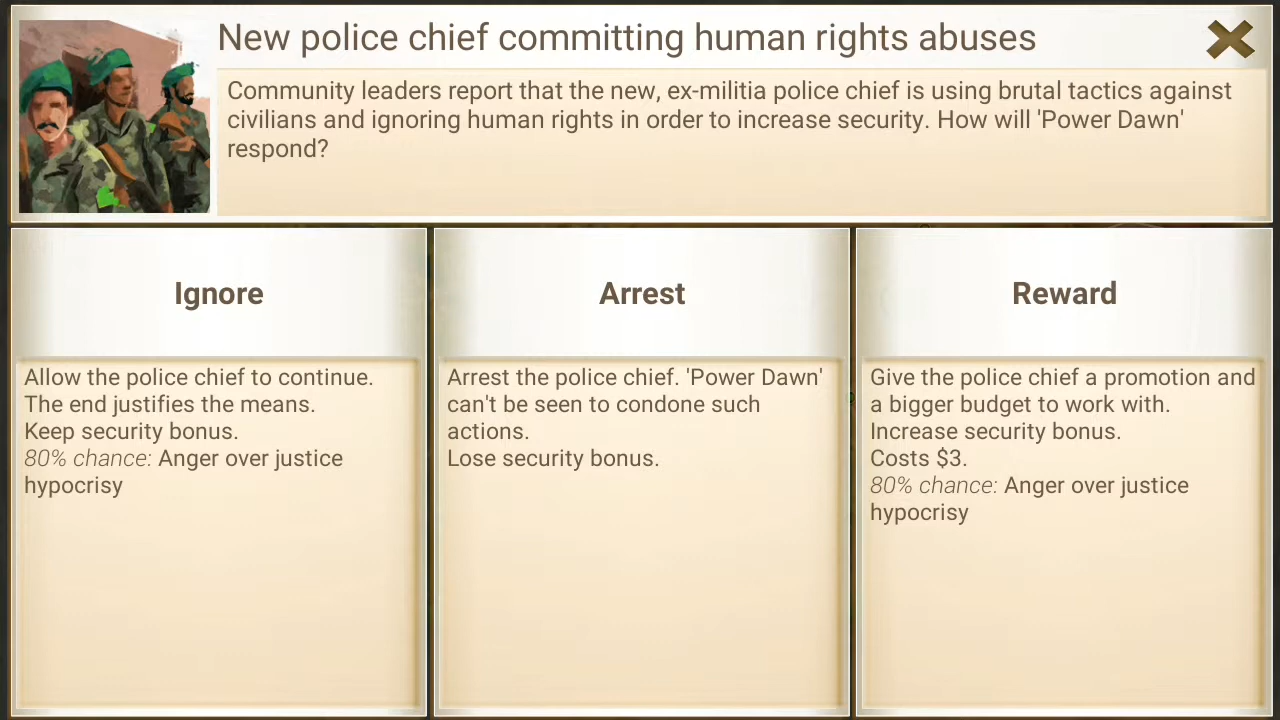 New police chief committing human rights abuses
Community leaders report that the new, ex-militia police chief is using brutal tactics against
civilians and ignoring human rights in order to increase security. How will 'Power Dawn'
respond?
Ignore
Allow the police chief to continue.
The end justifies the means.
Keep security bonus.
80% chance: Anger over justice
hypocrisy
Arrest
Arrest the police chief. 'Power Dawn'
can't be seen to condone such
actions.
Lose security bonus.
Reward
Give the police chief a promotion and
a bigger budget to work with.
Increase security bonus.
Costs $3.
80% chance: Anger over justice
hypocrisy